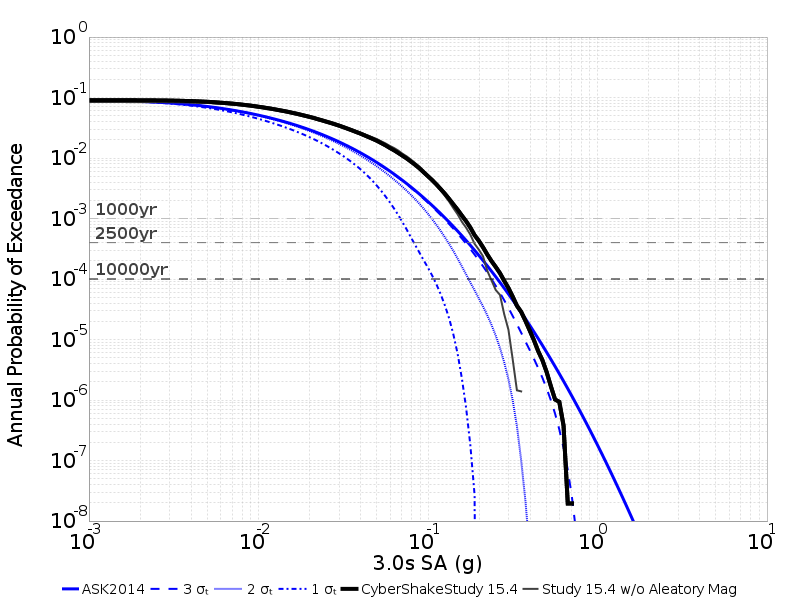 10^0
10^-1
10^-2
10^-3
10^-4
10^-5
10^-6
10^-7
10^-8
Annual Probability of Exceedance
1000yr
2500yr
10000yr
10^-3 10^-2 10^-1 10^0 10^1
3.0s SA (g)
ASK2014 3 σₜ 2 σₜ 1 σₜ CyberShakeStudy 15.4 Study 15.4 w/o Aleatory Mag